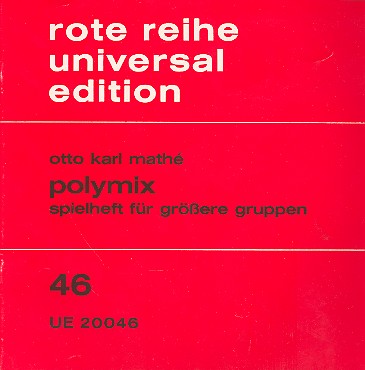 rote reihe
universal
edition
otto karl mathé
polymix
spielheft für größere gruppen
46
UE 20046